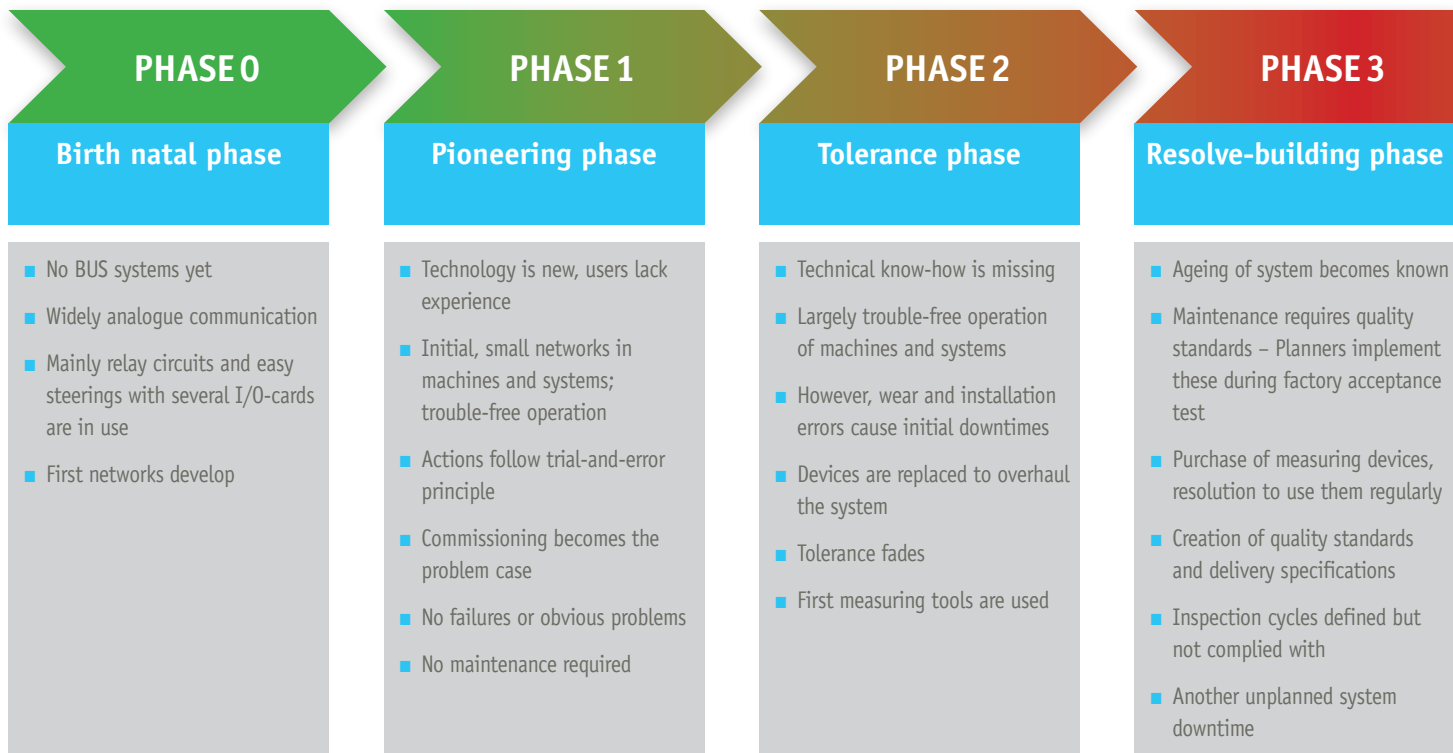 PHASE 0
Birth natal phase
No BUS systems yet
Widely analogue communication
Mainly relay circuits and easy
steerings with several I/O-cards
are in use
First networks develop
PHASE 1
Pioneering phase
Technology is new, users lack
experience
Initial, small networks in
machines and systems;
trouble-free operation
Actions follow trial-and-error
principle
Commissioning becomes the
problem case
No failures or obvious problems
No maintenance required
PHASE 2
Tolerance phase
Technical know-how is missing
Largely trouble-free operation
of machines and systems
However, wear and installation
errors cause initial downtimes
Devices are replaced to overhaul
the system
Tolerance fades
First measuring tools are used
PHASE 3
Resolve-building phase
Ageing of system becomes known
Maintenance requires quality
standards – Planners implement
these during factory acceptance
test
Purchase of measuring devices,
resolution to use them regularly
Creation of quality standards
and delivery specifications
Inspection cycles defined but
not complied with
Another unplanned system
downtime